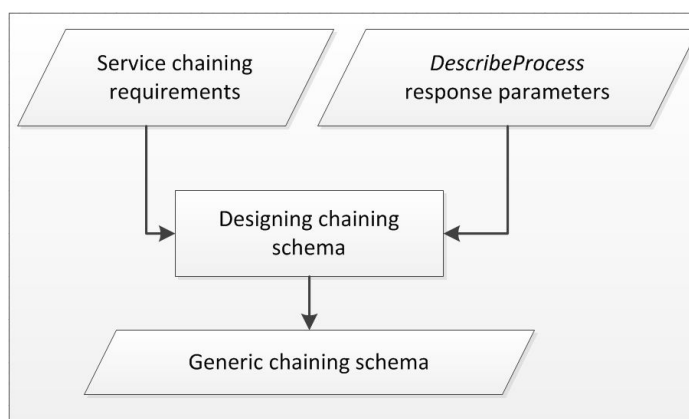 Service chaining
requirements
DescribeProcess
response parameters
Designing chaining
schema
Generic chaining schema